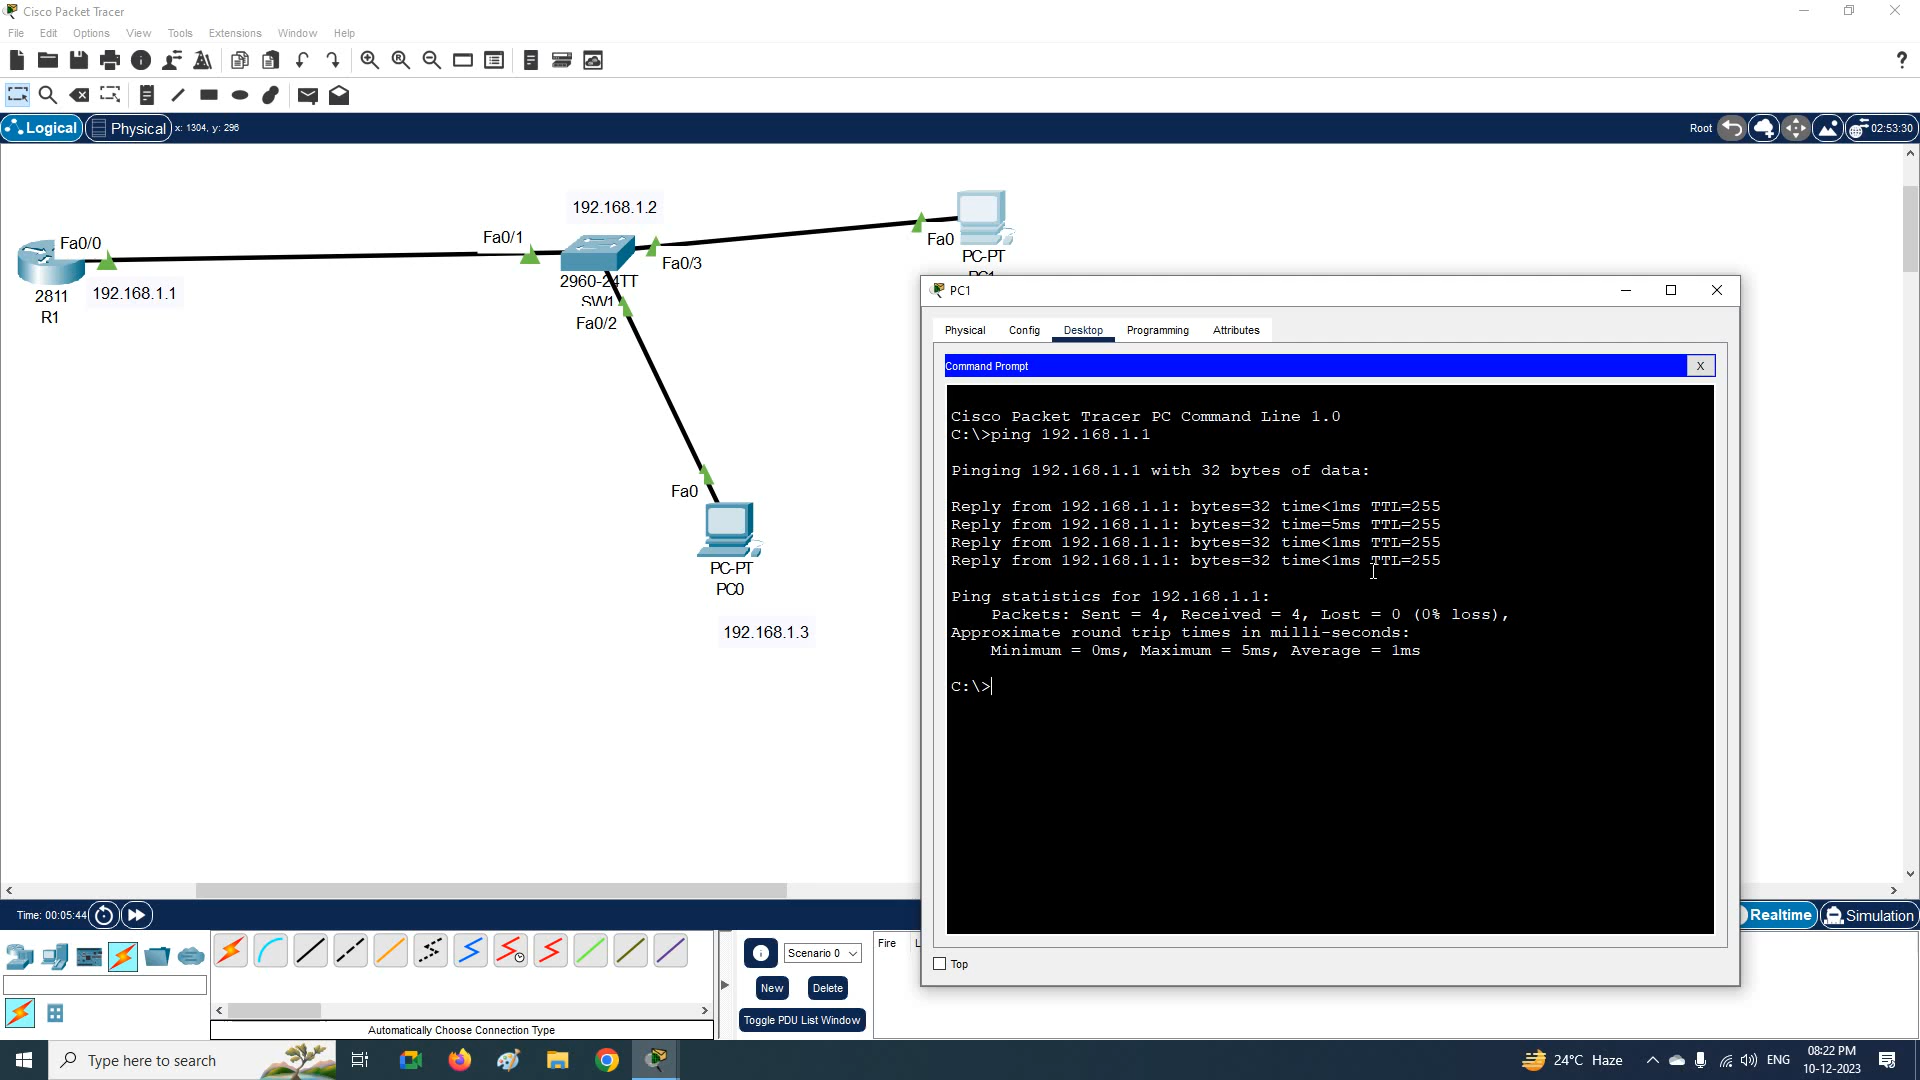 Cisco Packet Tracer
File Edit Options View Tools Extensions Window Help
Logical Physical x: 1304, y: 296 Root 02:53:30
192.168.1.2
Fa0/0
Fa0/1
Fa0
Fa0/3
PC-PT
PC1
2960-24TT
SW1
Fa0/2
2811
R1
192.168.1.1
Fa0
PC-PT
PC0
192.168.1.3
PC1
Physical Config Desktop Programming Attributes
Command Prompt X
Cisco Packet Tracer PC Command Line 1.0
C:\>ping 192.168.1.1
Pinging 192.168.1.1 with 32 bytes of data:
Reply from 192.168.1.1: bytes=32 time<1ms TTL=255
Reply from 192.168.1.1: bytes=32 time=5ms TTL=255
Reply from 192.168.1.1: bytes=32 time<1ms TTL=255
Reply from 192.168.1.1: bytes=32 time<1ms TTL=255
Ping statistics for 192.168.1.1:
Packets: Sent = 4, Received = 4, Lost = 0 (0% loss),
Approximate round trip times in milli-seconds:
Minimum = 0ms, Maximum = 5ms, Average = 1ms
C:\>
Top
Time: 00:05:44
Realtime Simulation
Scenario 0
New Delete
Toggle PDU List Window
Fire L
Automatically Choose Connection Type
Type here to search
24°C Haze
ENG
08:22 PM
10-12-2023